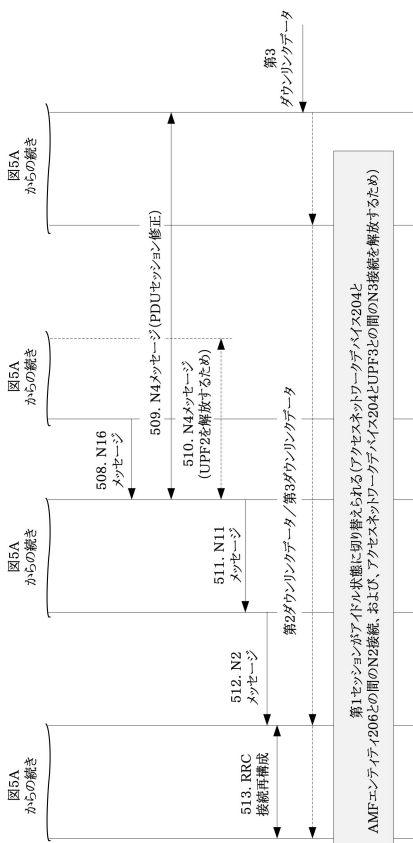 図5A
からの続き
図5A
からの続き
図5A
からの続き
図5A
からの続き
508. N16
メッセージ
509. N4メッセージ(PDUセッション修正)
510. N4メッセージ
(UPF2を解放するため)
511. N11
メッセージ
512. N2
メッセージ
513. RRC
接続再構成
第3
ダウンリンクデータ
第2ダウンリンクデータ/第3ダウンリンクデータ
第1セッションがアイドル状態に切り替えられる(アクセスネットワークデバイス204と
AMFエンティティ206との間のN2接続、および、アクセスネットワークデバイス204とUPF3との間のN3接続を解放するため)